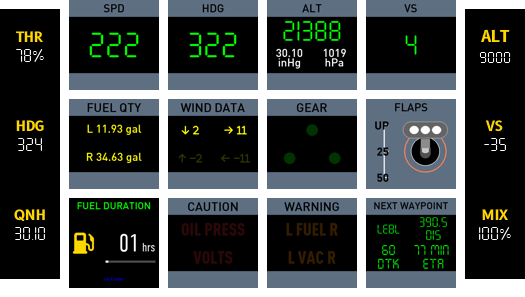 THR
78%
HDG
324
QNH
30.10
SPD
222
HDG
322
ALT
21388
30.10 1019
inHg hPa
VS
4
FUEL QTY
L 11.93 gal
R 34.63 gal
WIND DATA
↓ 2 → 11
↑ -2 ← -11
GEAR
FLAPS
UP
25
50
FUEL DURATION
01 hrs
CAUTION
OIL PRESS
VOLTS
WARNING
L FUEL R
L VAC R
NEXT WAYPOINT
LEBL 390.5
015
60 77 MIN
DTK ETA
ALT
9000
VS
-35
MIX
100%